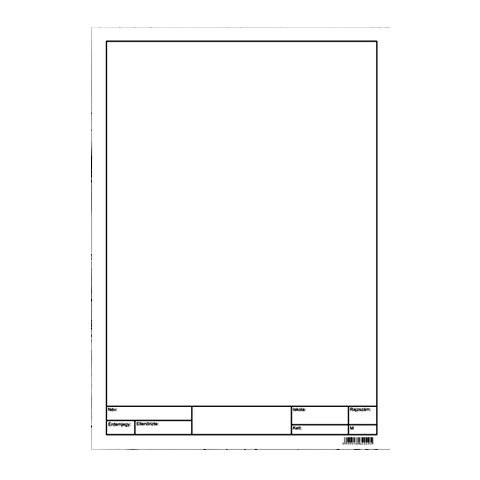 Név:
Iskola:
Rajzszám:
Érdemjegy:
Ellenőrizte:
Kelt:
M